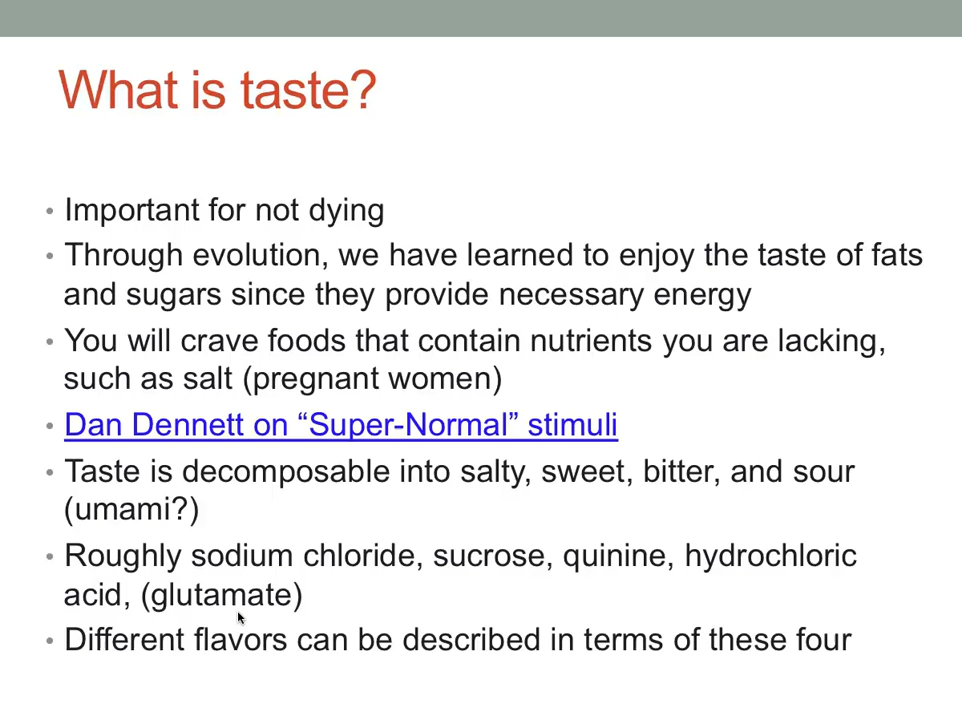 What is taste?
• Important for not dying
• Through evolution, we have learned to enjoy the taste of fats
and sugars since they provide necessary energy
• You will crave foods that contain nutrients you are lacking,
such as salt (pregnant women)
• Dan Dennett on “Super-Normal” stimuli
• Taste is decomposable into salty, sweet, bitter, and sour
(umami?)
• Roughly sodium chloride, sucrose, quinine, hydrochloric
acid, (glutamate)
• Different flavors can be described in terms of these four